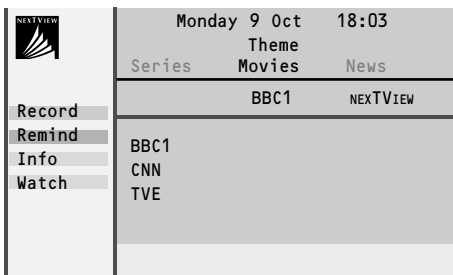 NEXTVIEW
Monday 9 Oct 18:03
Theme
Series Movies News
BBC1 NEXTVIEW
Record
Remind
Info
Watch
BBC1
CNN
TVE